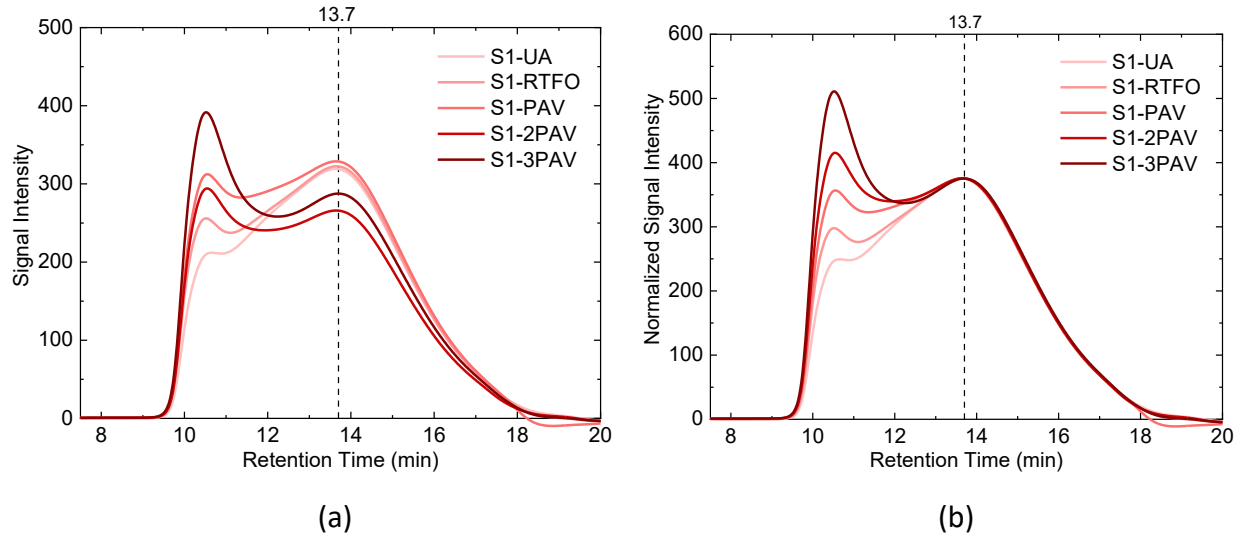 13.7
500
400
300
200
100
0
Signal Intensity
S1-UA
S1-RTFO
S1-PAV
S1-2PAV
S1-3PAV
8 10 12 14 16 18 20
Retention Time (min)
(a)
13.7
600
500
400
300
200
100
0
Normalized Signal Intensity
S1-UA
S1-RTFO
S1-PAV
S1-2PAV
S1-3PAV
8 10 12 14 16 18 20
Retention Time (min)
(b)